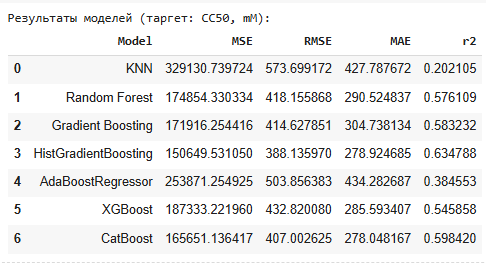 Результаты моделей (таргет: CC50, mM):
Model MSE RMSE MAE r2
0 KNN 329130.739724 573.699172 427.787672 0.202105
1 Random Forest 174854.330334 418.155868 290.524837 0.576109
2 Gradient Boosting 171916.254416 414.627851 304.738134 0.583232
3 HistGradientBoosting 150649.531050 388.135970 278.924685 0.634788
4 AdaBoostRegressor 253871.254925 503.856383 434.282687 0.384553
5 XGBoost 187333.221960 432.820080 285.593407 0.545858
6 CatBoost 165651.136417 407.002625 278.048167 0.598420